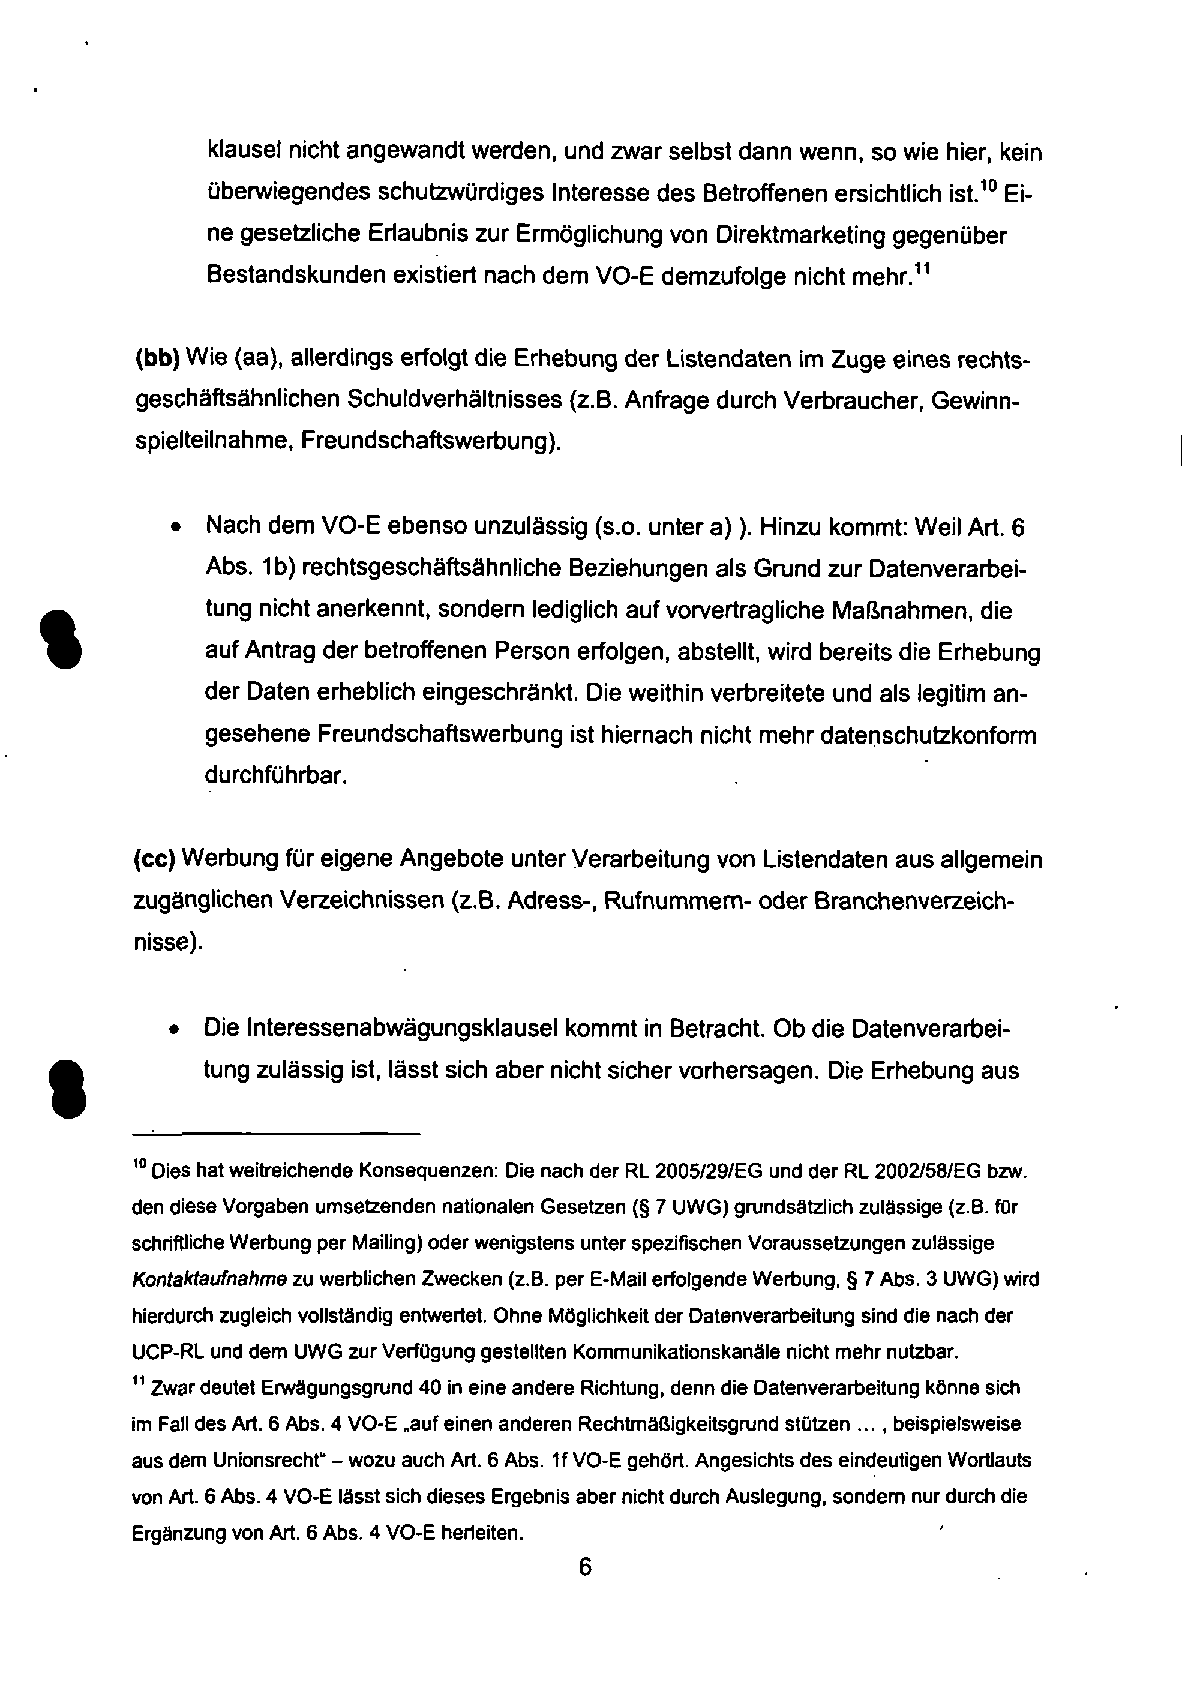 klausel nicht angewandt werden, und zwar selbst dann wenn, so wie hier, kein
überwiegendes schutzwürdiges Interesse des Betroffenen ersichtlich ist.¹⁰ Ei-
ne gesetzliche Erlaubnis zur Ermöglichung von Direktmarketing gegenüber
Bestandskunden existiert nach dem VO-E demzufolge nicht mehr.¹¹
(bb) Wie (aa), allerdings erfolgt die Erhebung der Listendaten im Zuge eines rechts-
geschäftsähnlichen Schuldverhältnisses (z.B. Anfrage durch Verbraucher, Gewinn-
spielteilnahme, Freundschaftswerbung).
• Nach dem VO-E ebenso unzulässig (s.o. unter a) ). Hinzu kommt: Weil Art. 6
Abs. 1b) rechtsgeschäftsähnliche Beziehungen als Grund zur Datenverarbei-
tung nicht anerkennt, sondern lediglich auf vorvertragliche Maßnahmen, die
auf Antrag der betroffenen Person erfolgen, abstellt, wird bereits die Erhebung
der Daten erheblich eingeschränkt. Die weithin verbreitete und als legitim an-
gesehene Freundschaftswerbung ist hiernach nicht mehr datenschutzkonform
durchführbar.
(cc) Werbung für eigene Angebote unter Verarbeitung von Listendaten aus allgemein
zugänglichen Verzeichnissen (z.B. Adress-, Rufnummern- oder Branchenverzeich-
nisse).
• Die Interessenabwägungsklausel kommt in Betracht. Ob die Datenverarbei-
tung zulässig ist, lässt sich aber nicht sicher vorhersagen. Die Erhebung aus
¹⁰ Dies hat weitreichende Konsequenzen: Die nach der RL 2005/29/EG und der RL 2002/58/EG bzw.
den diese Vorgaben umsetzenden nationalen Gesetzen (§ 7 UWG) grundsätzlich zulässige (z.B. für
schriftliche Werbung per Mailing) oder wenigstens unter spezifischen Voraussetzungen zulässige
Kontaktaufnahme zu werblichen Zwecken (z.B. per E-Mail erfolgende Werbung, § 7 Abs. 3 UWG) wird
hierdurch zugleich vollständig entwertet. Ohne Möglichkeit der Datenverarbeitung sind die nach der
UCP-RL und dem UWG zur Verfügung gestellten Kommunikationskanäle nicht mehr nutzbar.
¹¹ Zwar deutet Erwägungsgrund 40 in eine andere Richtung, denn die Datenverarbeitung könne sich
im Fall des Art. 6 Abs. 4 VO-E „auf einen anderen Rechtmäßigkeitsgrund stützen ... , beispielsweise
aus dem Unionsrecht“ – wozu auch Art. 6 Abs. 1f VO-E gehört. Angesichts des eindeutigen Wortlauts
von Art. 6 Abs. 4 VO-E lässt sich dieses Ergebnis aber nicht durch Auslegung, sondern nur durch die
Ergänzung von Art. 6 Abs. 4 VO-E herleiten.
6